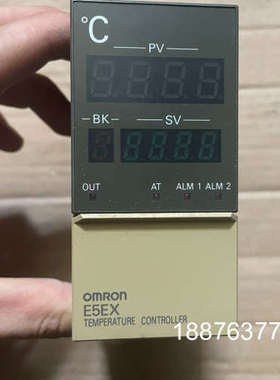 °C
PV
BK SV
OUT AT ALM 1 ALM 2
OMRON
E5EX
TEMPERATURE CONTROLLER
18876377